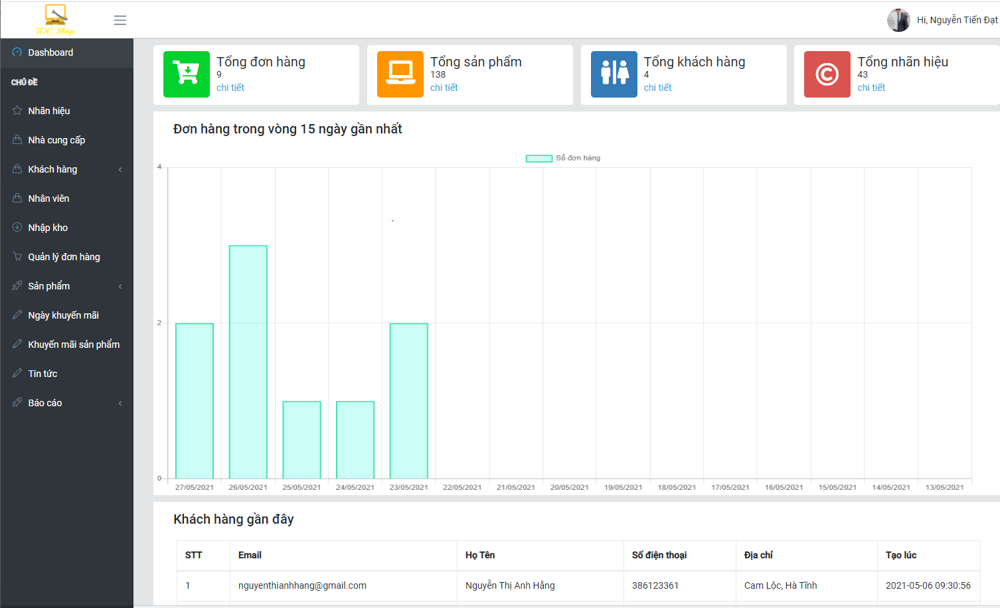 TDC Shop
Hi, Nguyễn Tiến Đạt
Dashboard
CHỦ ĐỀ
Nhãn hiệu
Nhà cung cấp
Khách hàng
Nhân viên
Nhập kho
Quản lý đơn hàng
Sản phẩm
Ngày khuyến mãi
Khuyến mãi sản phẩm
Tin tức
Báo cáo
Tổng đơn hàng
9
chi tiết
Tổng sản phẩm
138
chi tiết
Tổng khách hàng
4
chi tiết
Tổng nhãn hiệu
43
chi tiết
Đơn hàng trong vòng 15 ngày gần nhất
Số đơn hàng
4
2
0
27/05/2021 26/05/2021 25/05/2021 24/05/2021 23/05/2021 22/05/2021 21/05/2021 20/05/2021 19/05/2021 18/05/2021 17/05/2021 16/05/2021 15/05/2021 14/05/2021 13/05/2021
Khách hàng gần đây
STT Email Họ Tên Số điện thoại Địa chỉ Tạo lúc
1 nguyenthianhhang@gmail.com Nguyễn Thị Anh Hằng 386123361 Cam Lộc, Hà Tĩnh 2021-05-06 09:30:56